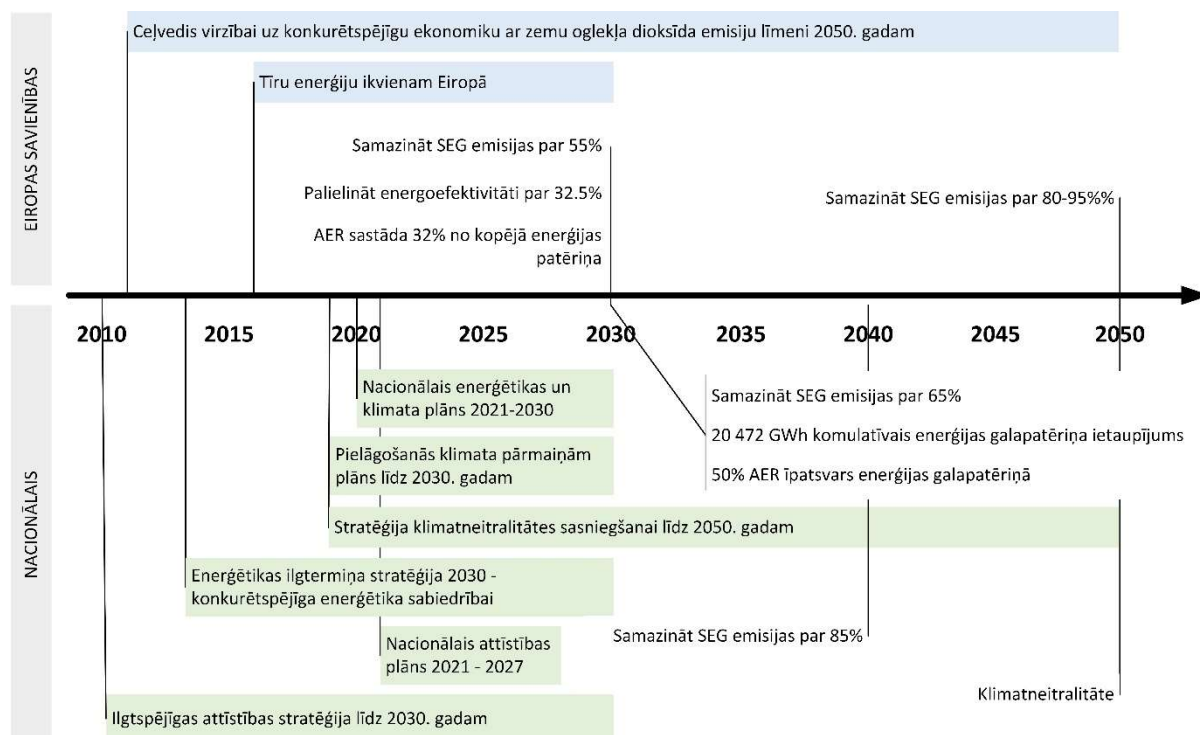 EIROPAS SAVIENĪBAS
Ceļvedis virzībai uz konkurētspējīgu ekonomiku ar zemu oglekļa dioksīda emisiju līmeni 2050. gadam
Tīru enerģiju ikvienam Eiropā
Samazināt SEG emisijas par 55%
Palielināt energoefektivitāti par 32.5%
AER sastāda 32% no kopējā enerģijas
patēriņa
Samazināt SEG emisijas par 80-95%%
2010 2015 2020 2025 2030 2035 2040 2045 2050
NACIONĀLAIS
Nacionālais enerģētikas un
klimata plāns 2021-2030
Pielāgošanās klimata pārmaiņām
plāns līdz 2030. gadam
Stratēģija klimatneitralitātes sasniegšanai līdz 2050. gadam
Enerģētikas ilgtermiņa stratēģija 2030 -
konkurētspējīga enerģētika sabiedrībai
Nacionālais attīstības
plāns 2021 - 2027
Ilgtspējīgas attīstības stratēģija līdz 2030. gadam
Samazināt SEG emisijas par 65%
20 472 GWh komulatīvais enerģijas galapatēriņa ietaupījums
50% AER īpatsvars enerģijas galapatēriņā
Samazināt SEG emisijas par 85%
Klimatneitralitāte